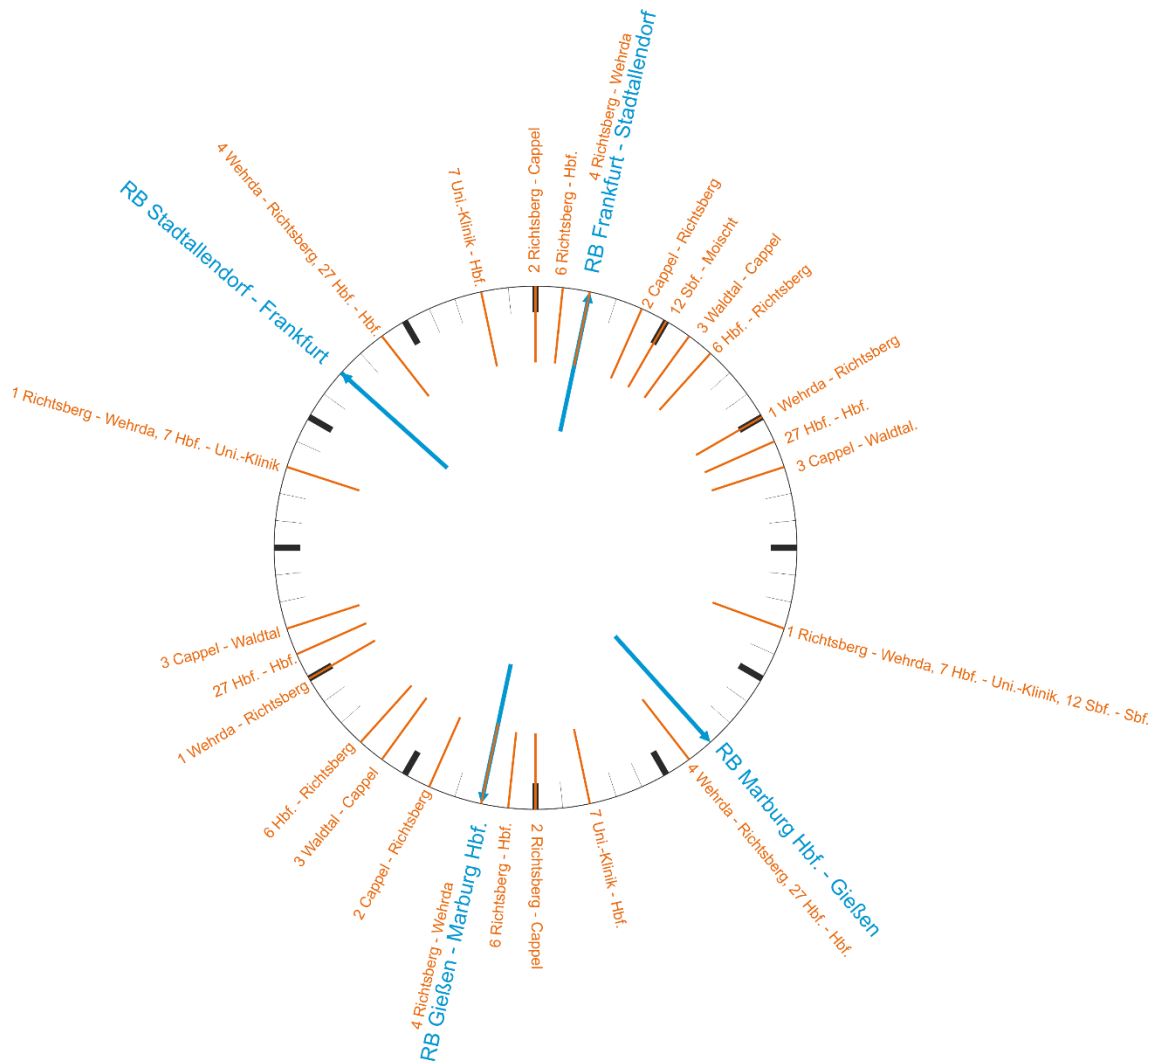 2 Richtsberg - Cappel
6 Richtsberg - Hbf.
4 Richtsberg - Wehrda
RB Frankfurt - Stadtallendorf
2 Cappel - Richtsberg
12 Sbf. - Moischt
3 Waldtal - Cappel
6 Hbf. - Richtsberg
1 Wehrda - Richtsberg
27 Hbf. - Hbf.
3 Cappel - Waldtal.
1 Richtsberg - Wehrda, 7 Hbf. - Uni.-Klinik, 12 Sbf. - Sbf.
RB Marburg Hbf. - Gießen
4 Wehrda - Richtsberg, 27 Hbf. - Hbf.
7 Uni.-Klinik - Hbf.
2 Richtsberg - Cappel
6 Richtsberg - Hbf.
RB Gießen - Marburg Hbf.
4 Richtsberg - Wehrda
2 Cappel - Richtsberg
3 Waldtal - Cappel
6 Hbf. - Richtsberg
1 Wehrda - Richtsberg
27 Hbf. - Hbf.
3 Cappel - Waldtal
1 Richtsberg - Wehrda, 7 Hbf. - Uni.-Klinik
RB Stadtallendorf - Frankfurt
4 Wehrda - Richtsberg, 27 Hbf. - Hbf.
7 Uni.-Klinik - Hbf.